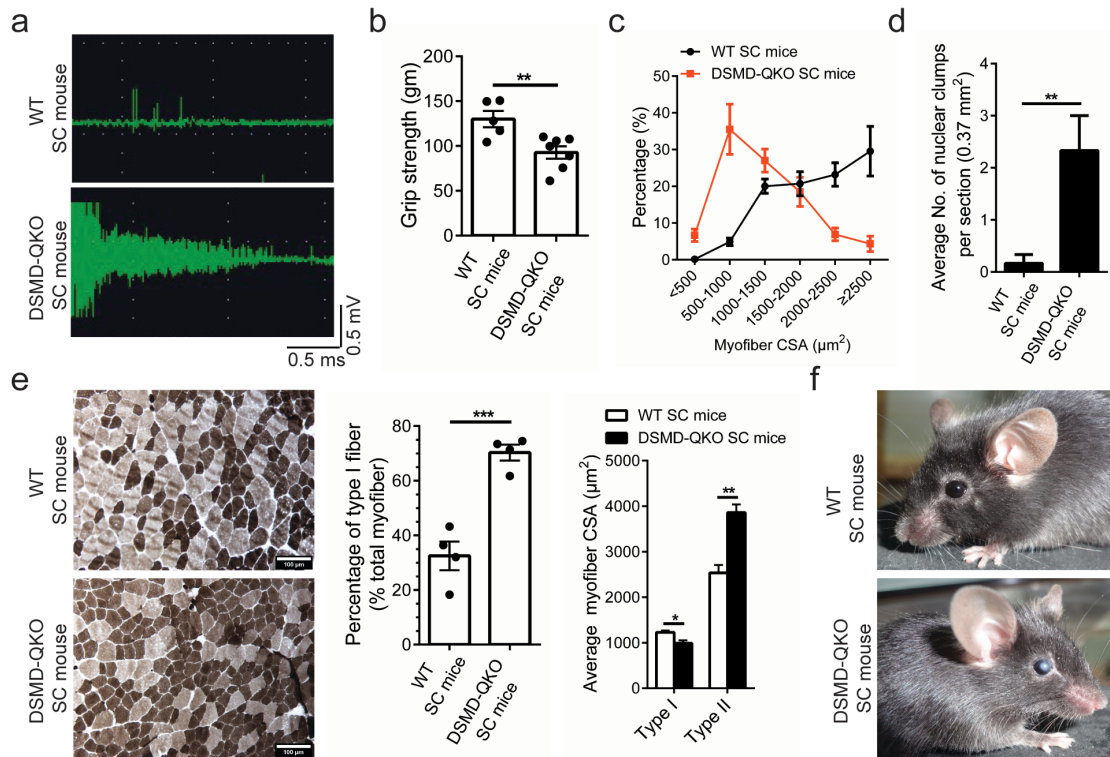 a
WT
SC mouse
DSMD-QKO
SC mouse
0.5 mV
0.5 ms
b
Grip strength (gm)
200
150
100
50
0
**
WT
SC mice
DSMD-QKO
SC mice
c
WT SC mice
DSMD-QKO SC mice
Percentage (%)
50
40
30
20
10
0
<500
500-1000
1000-1500
1500-2000
2000-2500
≥2500
Myofiber CSA (µm²)
d
Average No. of nuclear clumps
per section (0.37 mm²)
4
3
2
1
0
**
WT
SC mice
DSMD-QKO
SC mice
e
WT
SC mouse
100 µm
DSMD-QKO
SC mouse
100 µm
Percentage of type I fiber
(% total myofiber)
80
60
40
20
0
***
WT
SC mice
DSMD-QKO
SC mice
WT SC mice
DSMD-QKO SC mice
Average myofiber CSA (µm²)
5000
4000
3000
2000
1000
0
*
**
Type I
Type II
f
WT
SC mouse
DSMD-QKO
SC mouse